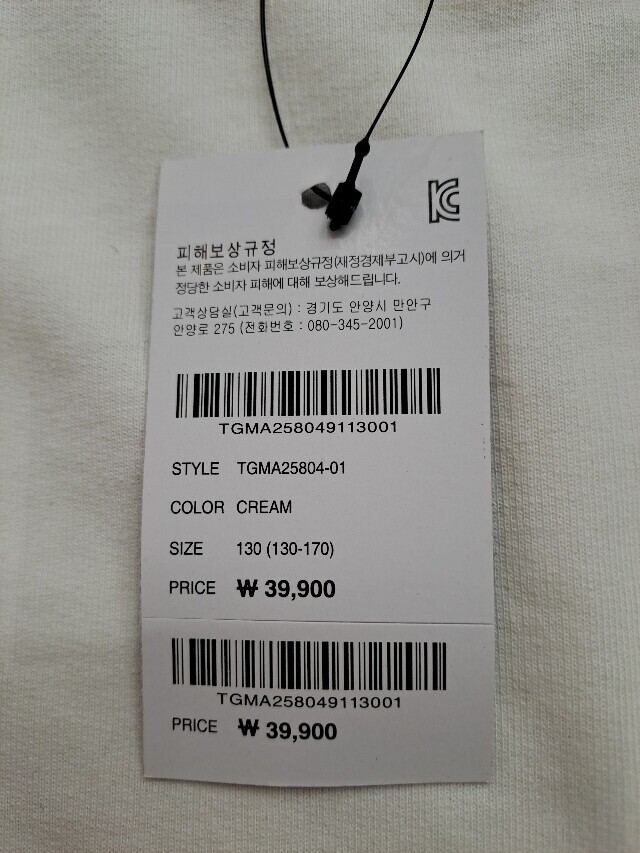 KC
피해보상규정
본 제품은 소비자 피해보상규정(재정경제부고시)에 의거
정당한 소비자 피해에 대해 보상해드립니다.
고객상담실(고객문의) : 경기도 안양시 만안구
안양로 275 (전화번호 : 080-345-2001)
TGMA258049113001
STYLE TGMA25804-01
COLOR CREAM
SIZE 130 (130-170)
PRICE ₩ 39,900
TGMA258049113001
PRICE ₩ 39,900